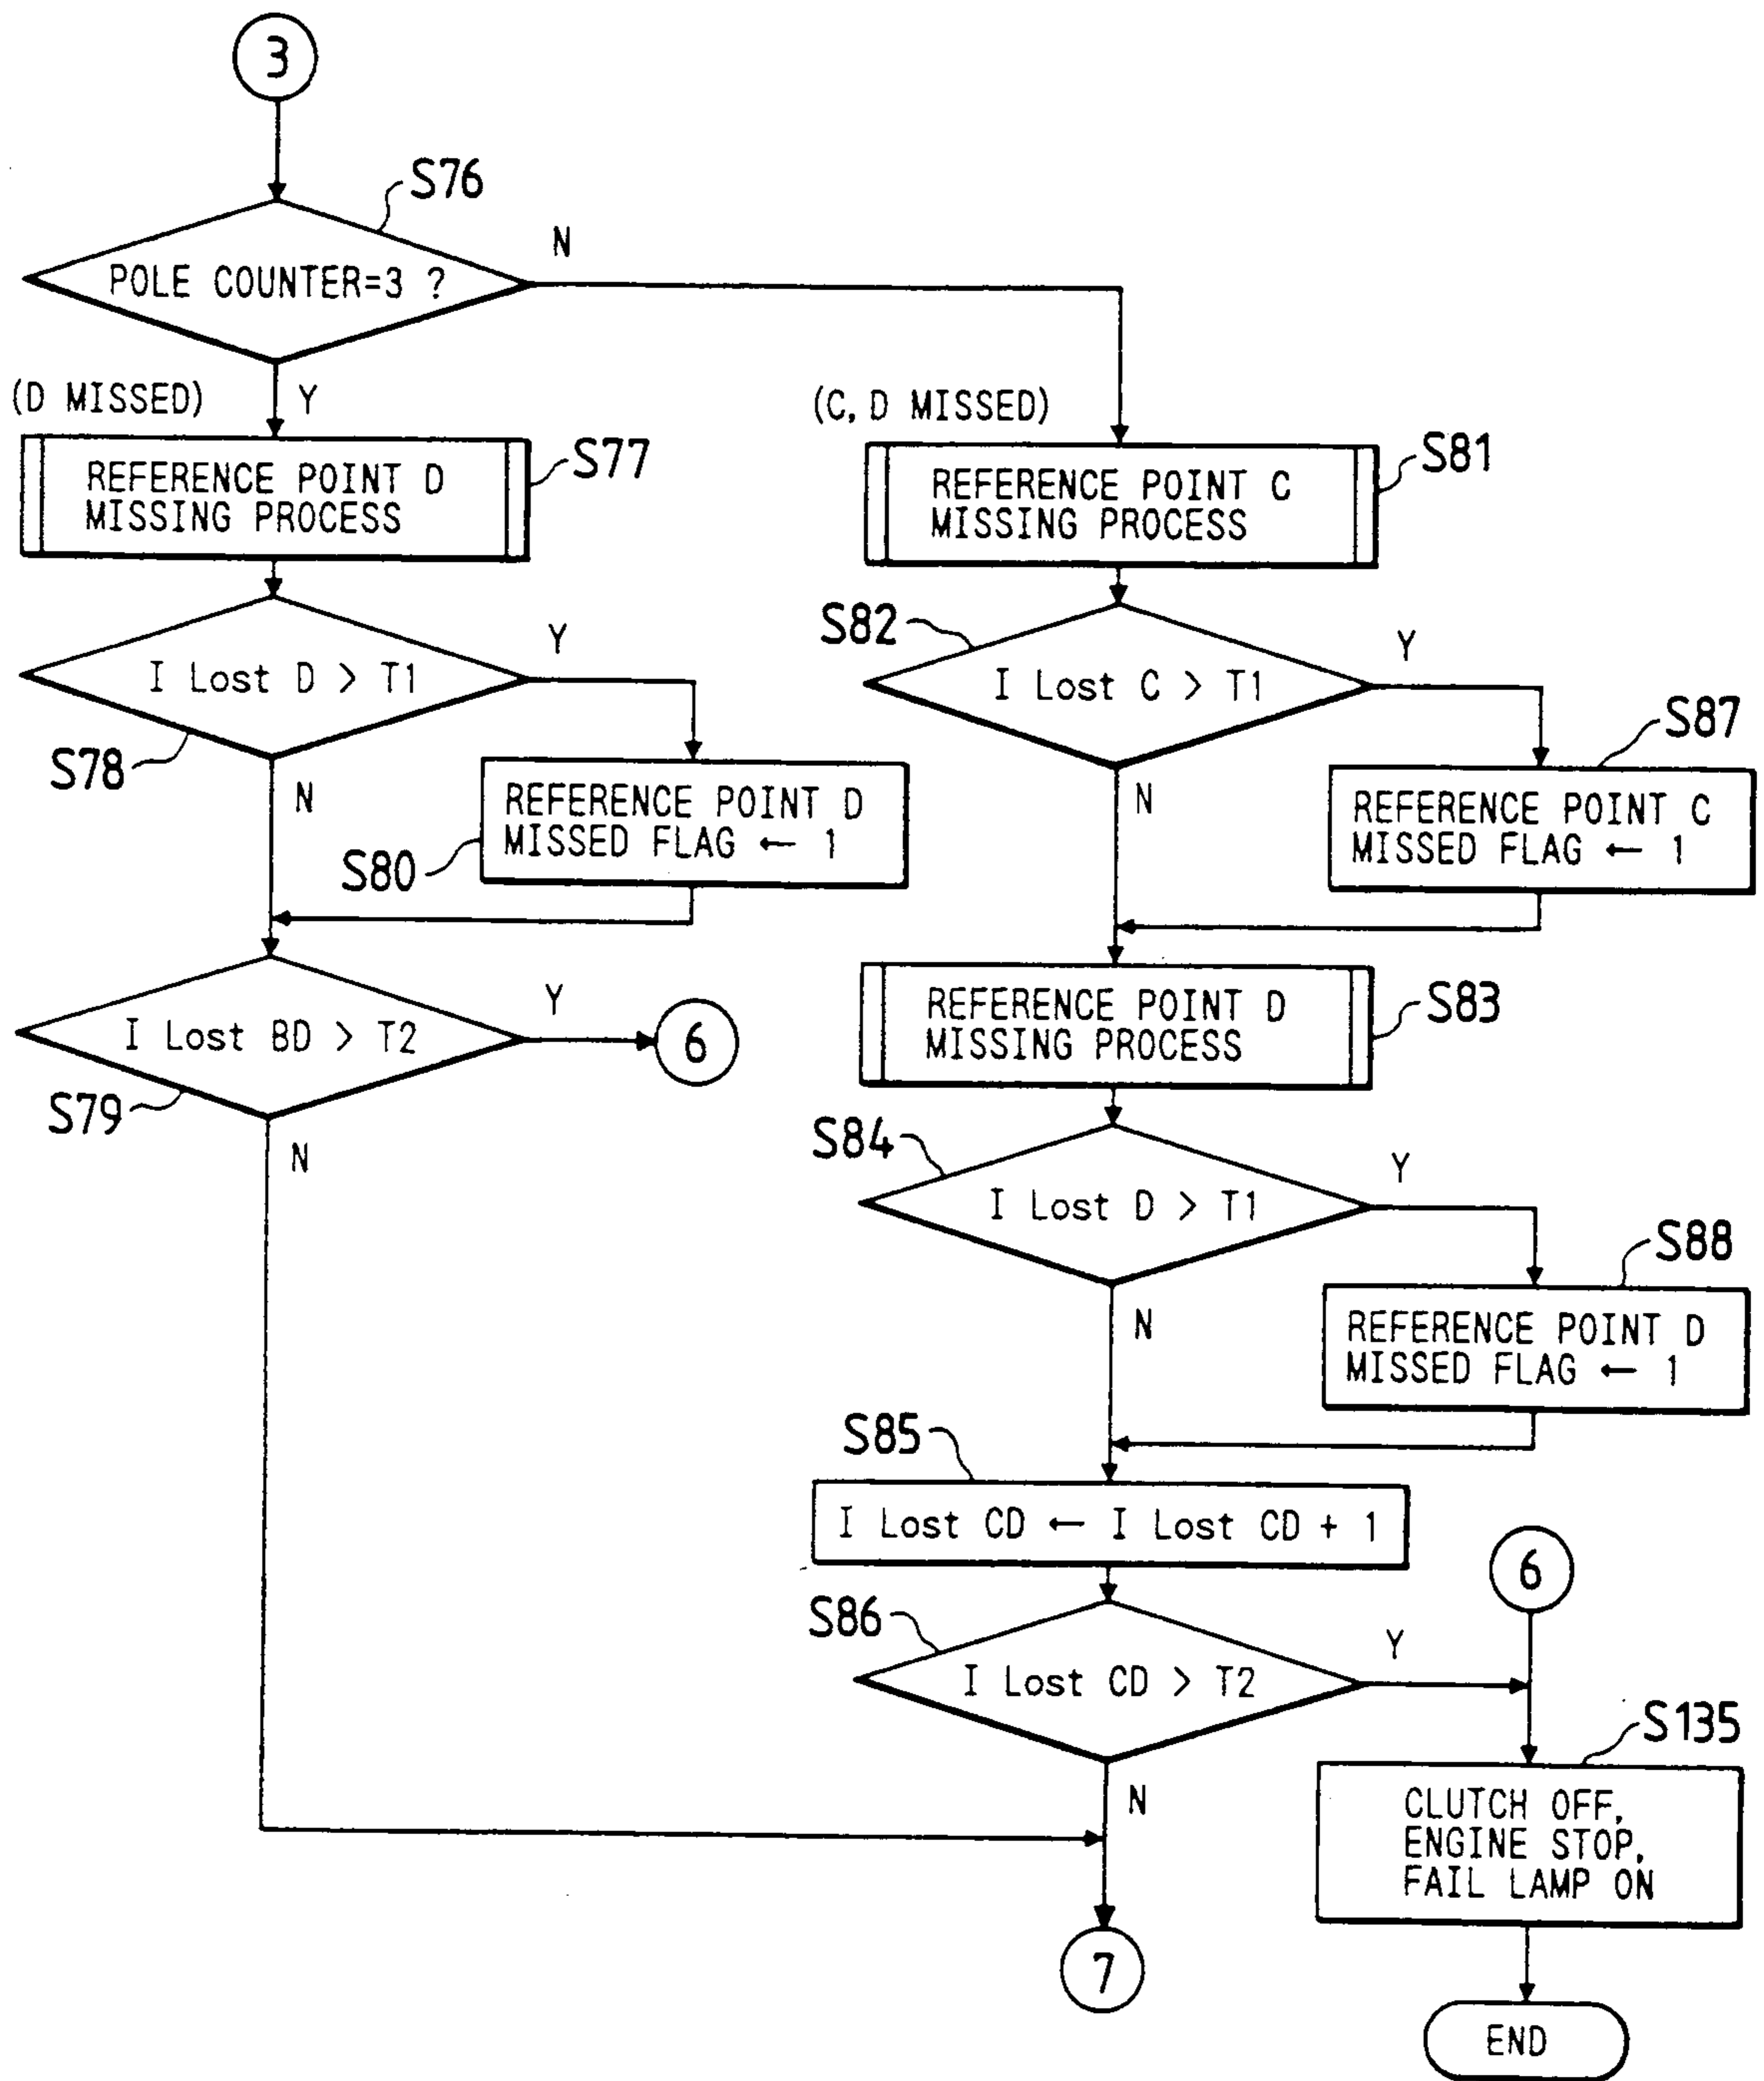 3
S76
POLE COUNTER=3 ?
N
Y
(D MISSED)
REFERENCE POINT D
MISSING PROCESS
S77
I Lost D > T1
Y
S78
N
REFERENCE POINT D
MISSED FLAG ← 1
S80
I Lost BD > T2
Y
6
S79
N
(C, D MISSED)
REFERENCE POINT C
MISSING PROCESS
S81
S82
I Lost C > T1
Y
S87
N
REFERENCE POINT C
MISSED FLAG ← 1
REFERENCE POINT D
MISSING PROCESS
S83
S84
I Lost D > T1
Y
S88
N
REFERENCE POINT D
MISSED FLAG ← 1
S85
I Lost CD ← I Lost CD + 1
6
S86
I Lost CD > T2
Y
N
S135
CLUTCH OFF,
ENGINE STOP,
FAIL LAMP ON
7
END